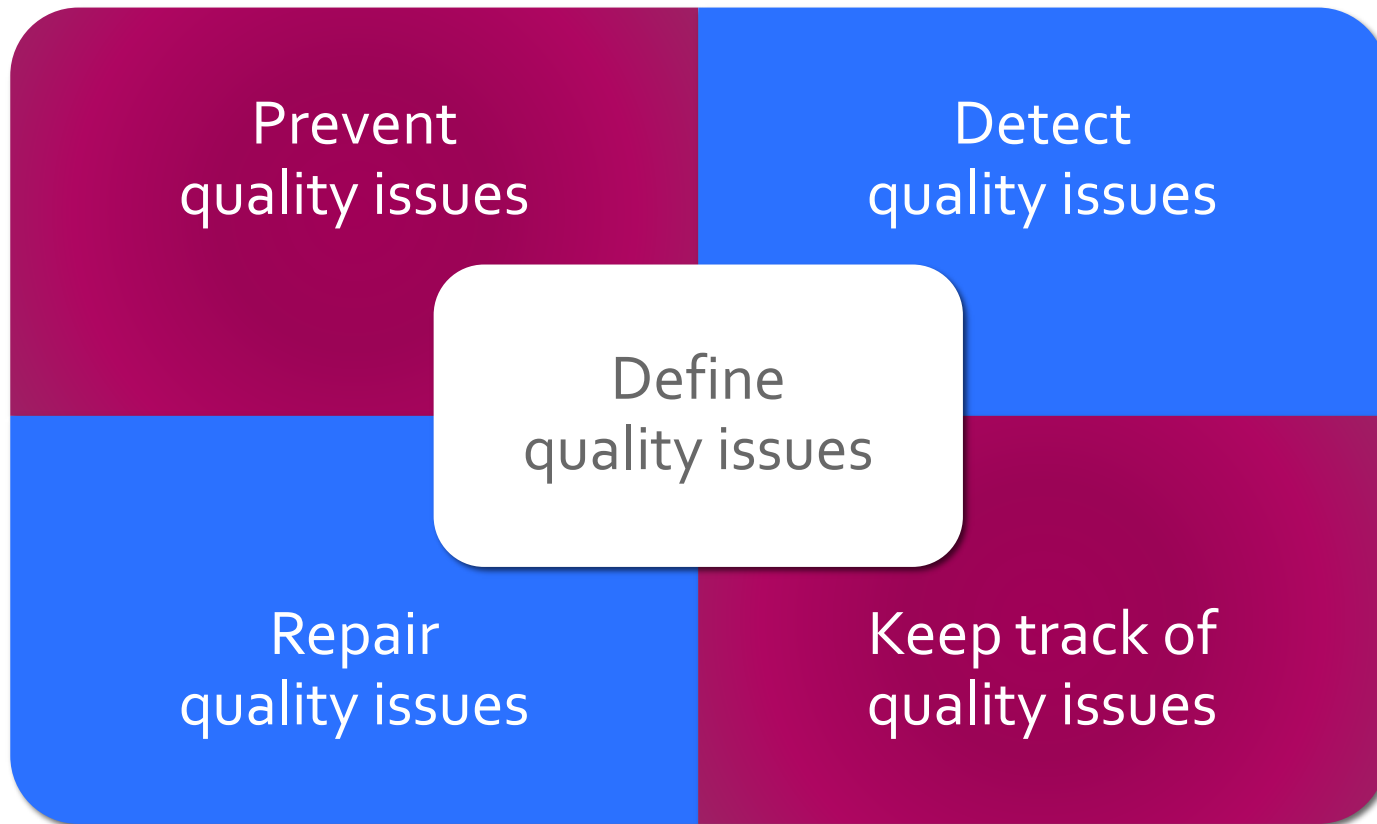 Prevent
quality issues
Detect
quality issues
Define
quality issues
Repair
quality issues
Keep track of
quality issues